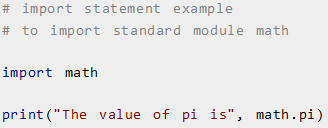 # import statement example
# to import standard module math
import math
print("The value of pi is", math.pi)